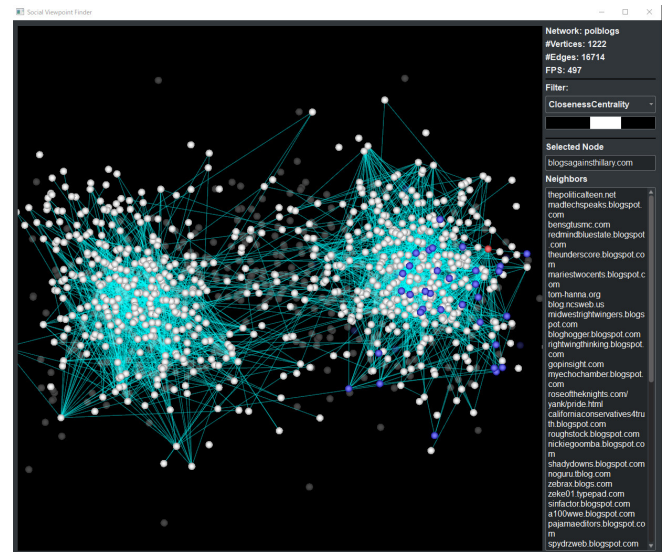 Social Viewpoint Finder
Network: polblogs
#Vertices: 1222
#Edges: 16714
FPS: 497
Filter:
ClosenessCentrality
Selected Node
blogsagainsthillary.com
Neighbors
thepoliticalteen.net
madtechspeaks.blogspot.
com
bensgtusmc.com
redmindbluestate.blogspot
.com
theunderscore.blogspot.co
m
mariestwocents.blogspot.c
om
tom-hanna.org
blog.ncsweb.us
midwestrightwingers.blogs
pot.com
bloghogger.blogspot.com
rightwingthinking.blogspot.
com
gopinsight.com
myechochamber.blogspot.
com
roseoftheknights.com/
yank/pride.html
californiaconservatives4tru
th.blogspot.com
roughstock.blogspot.com
nickiegoomba.blogspot.co
m
shadydowns.blogspot.com
noguru.tblog.com
zebrax.blogs.com
zeke01.typepad.com
sinfactor.blogspot.com
a100wwe.blogspot.com
pajamaeditors.blogspot.co
m
spydrzweb.blogspot.com